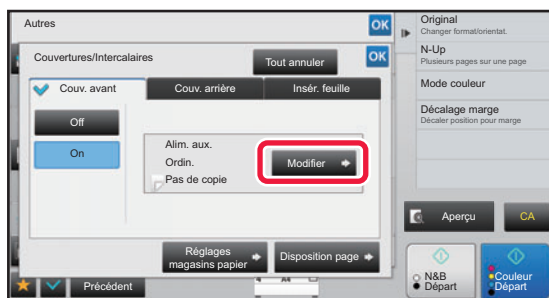 Autres
OK
Couvertures/Intercalaires
Tout annuler
OK
Couv. avant
Couv. arrière
Insér. feuille
Off
On
Alim. aux.
Ordin.
Pas de copie
Modifier
Réglages
magasins papier
Disposition page
Précédent
A4
Original
Changer format/orientat.
N-Up
Plusieurs pages sur une page
Mode couleur
Décalage marge
Décaler position pour marge
Aperçu
CA
N&B
Départ
Couleur
Départ